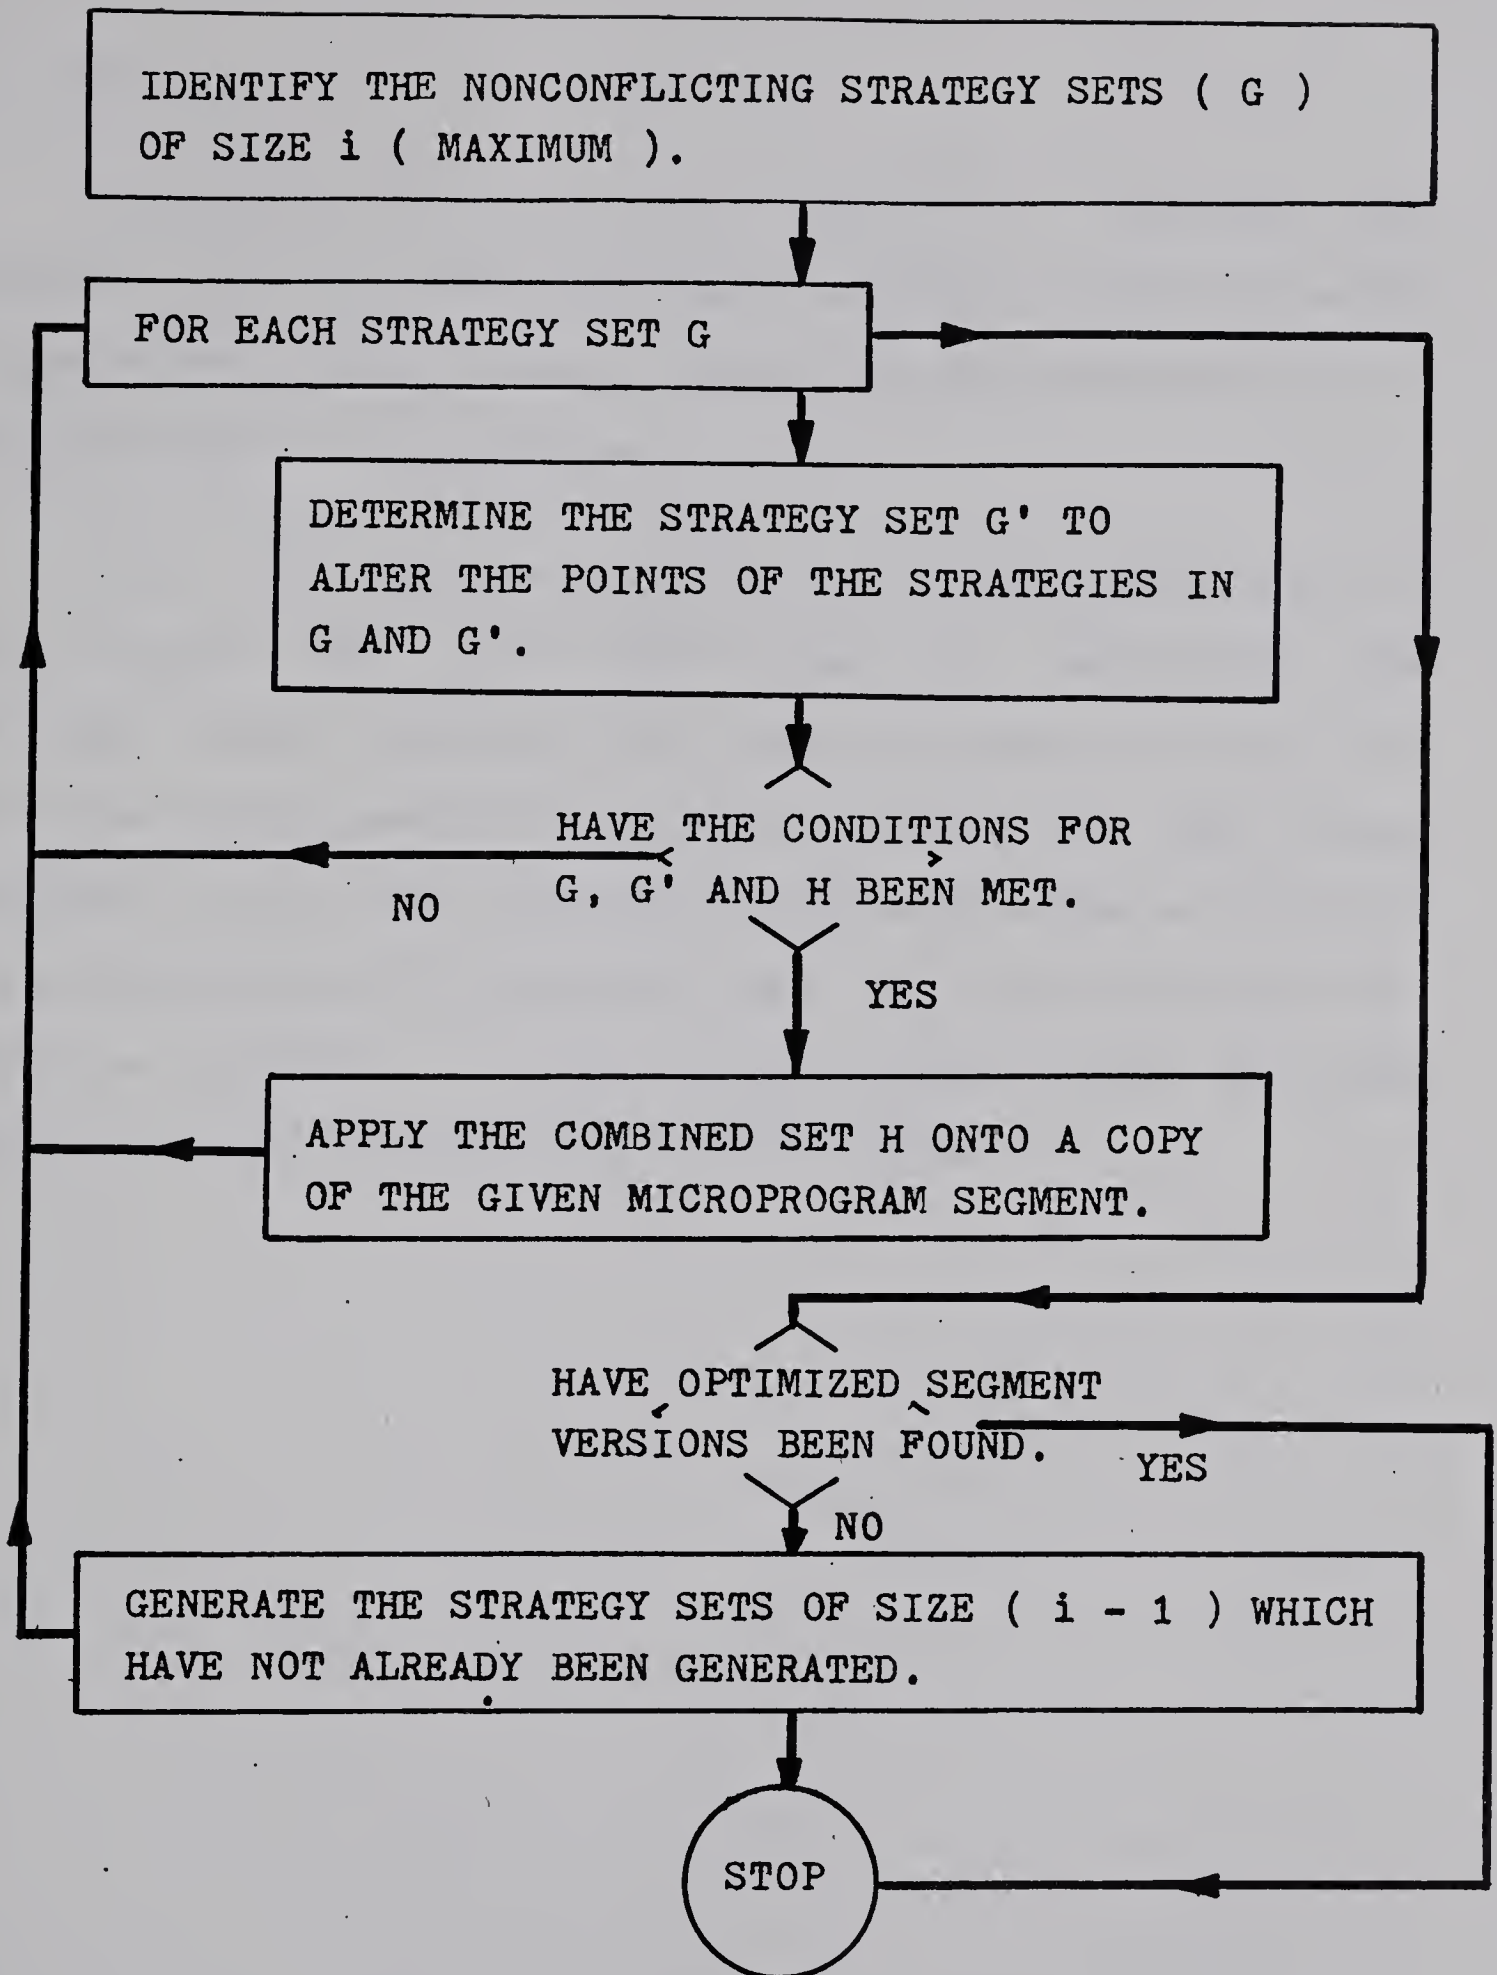 IDENTIFY THE NONCONFLICTING STRATEGY SETS ( G )
OF SIZE i ( MAXIMUM ).
FOR EACH STRATEGY SET G
DETERMINE THE STRATEGY SET G' TO
ALTER THE POINTS OF THE STRATEGIES IN
G AND G'.
HAVE THE CONDITIONS FOR
G, G' AND H BEEN MET.
NO
YES
APPLY THE COMBINED SET H ONTO A COPY
OF THE GIVEN MICROPROGRAM SEGMENT.
HAVE OPTIMIZED SEGMENT
VERSIONS BEEN FOUND.
YES
NO
GENERATE THE STRATEGY SETS OF SIZE ( i - 1 ) WHICH
HAVE NOT ALREADY BEEN GENERATED.
STOP